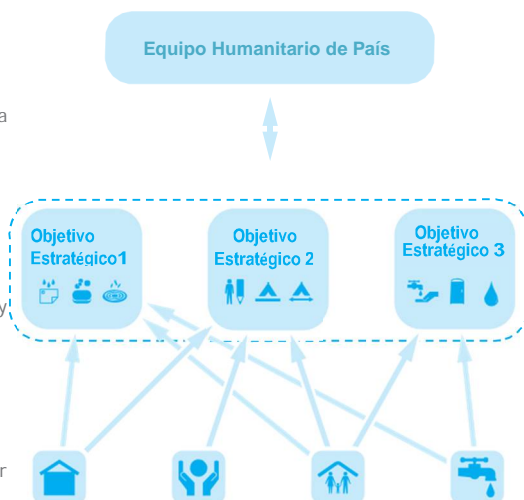 Equipo Humanitario de País
a
Objetivo
Estratégico1
Objetivo
Estratégico 2
Objetivo
Estratégico 3
y
r